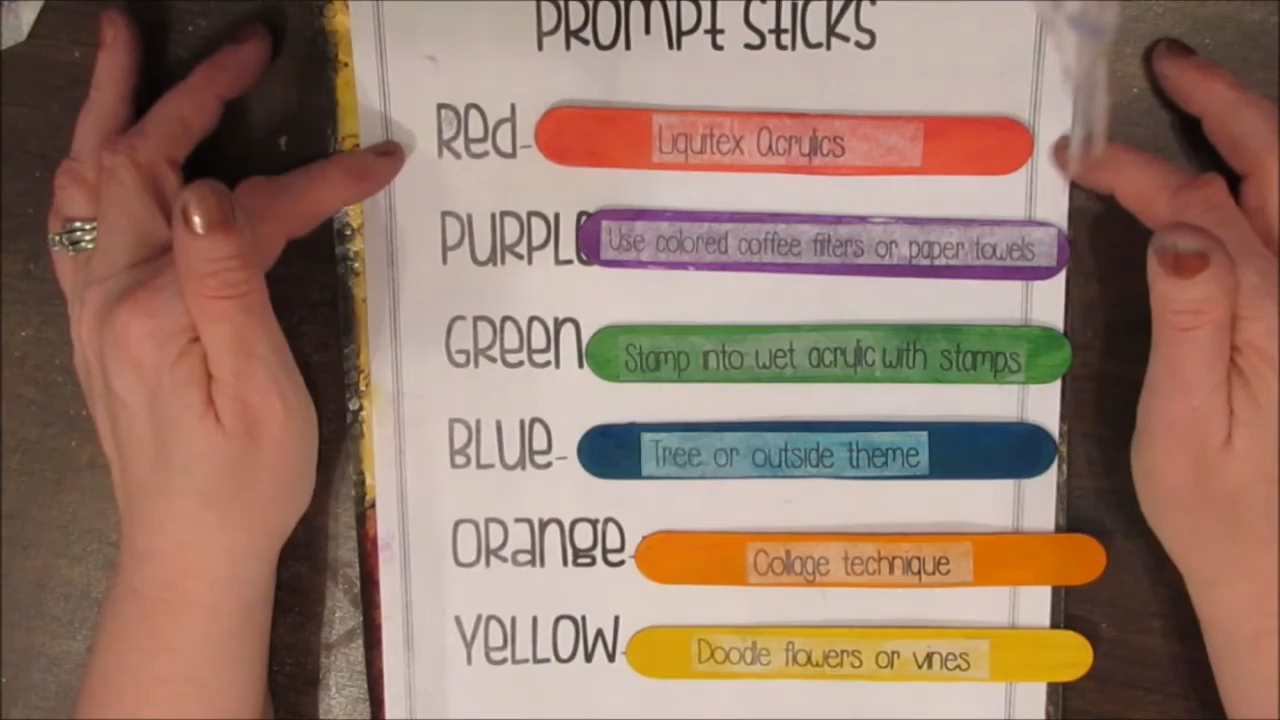 PROMPT STICKS
Red- Liquitex Acrylics
PURPLE Use colored coffee filters or paper towels
GReen Stamp into wet acrylic with stamps
BLUe- Tree or outside theme
ORange- Collage technique
YeLLOW- Doodle flowers or vines